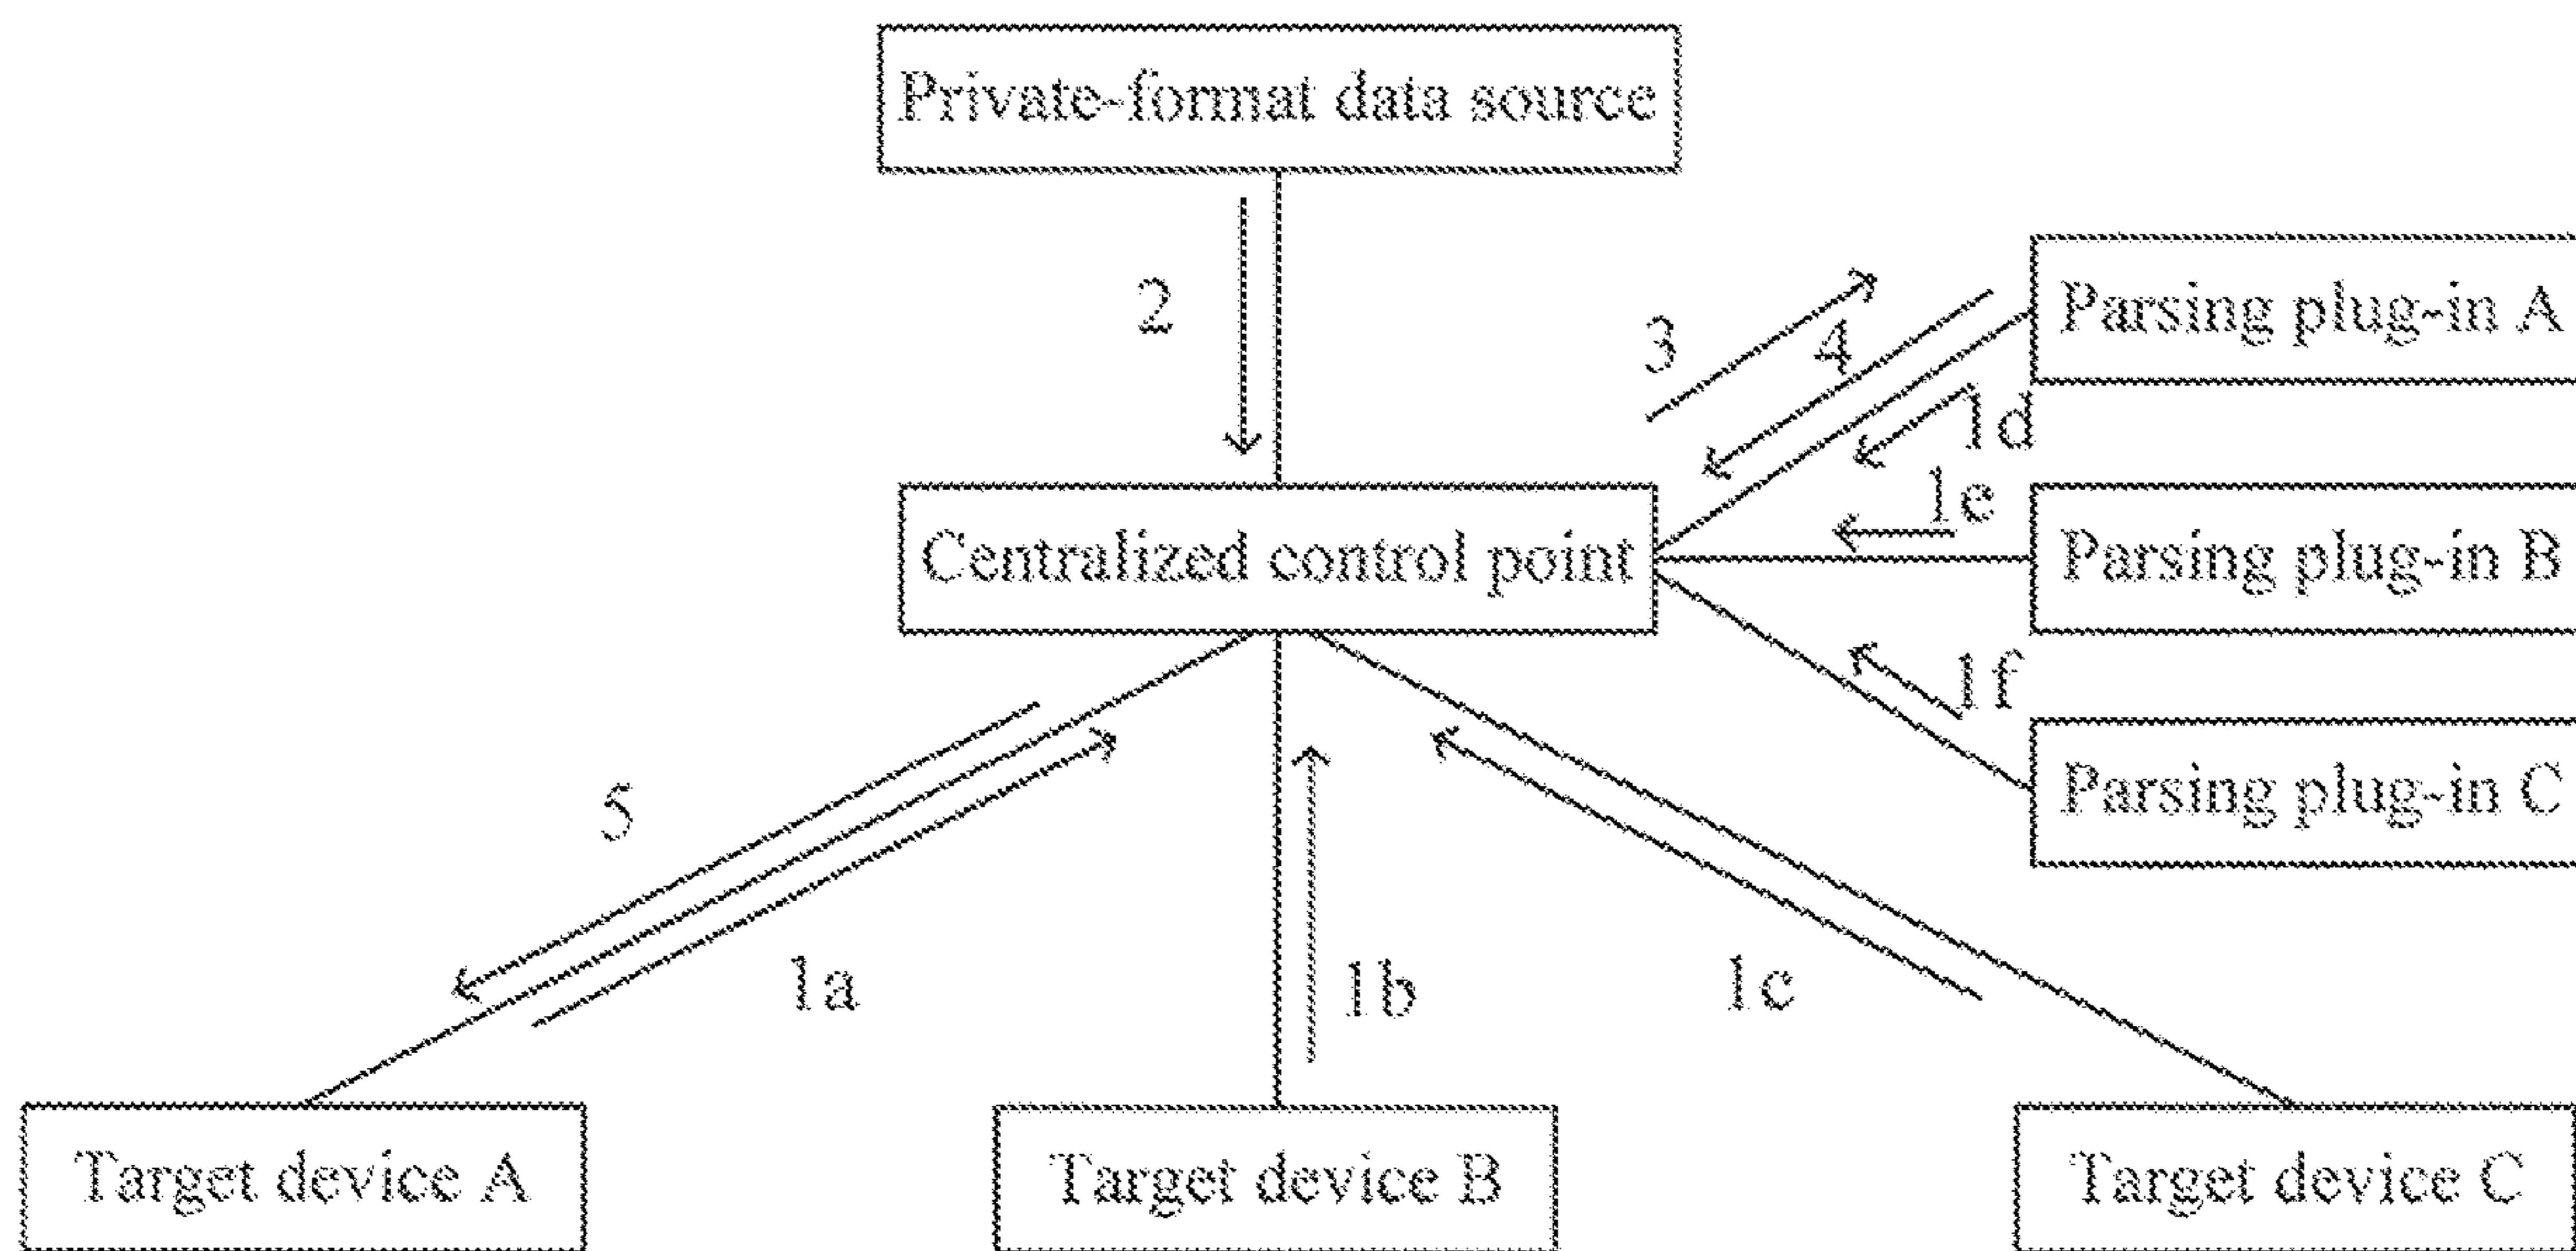 Private-format data source
2
3
4
Parsing plug-in A
1d
1e
Centralized control point
Parsing plug-in B
1f
Parsing plug-in C
5
1a
1b
1c
Target device A
Target device B
Target device C